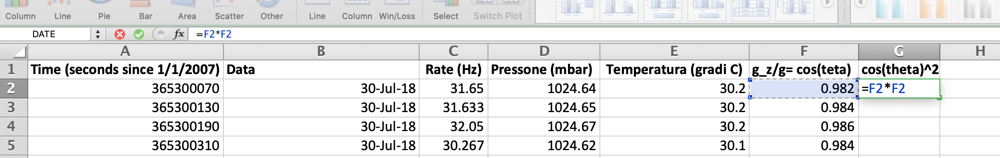 Column Line Pie Bar Area Scatter Other Line Column Win/Loss Select Switch Plot
DATE fx =F2*F2
A B C D E F G H
1 Time (seconds since 1/1/2007) Data Rate (Hz) Pressone (mbar) Temperatura (gradi C) g_z/g= cos(teta) cos(theta)^2
2 365300070 30-Jul-18 31.65 1024.64 30.2 0.982 =F2*F2
3 365300130 30-Jul-18 31.633 1024.65 30.2 0.984
4 365300190 30-Jul-18 32.05 1024.67 30.2 0.986
5 365300310 30-Jul-18 30.267 1024.62 30.1 0.984